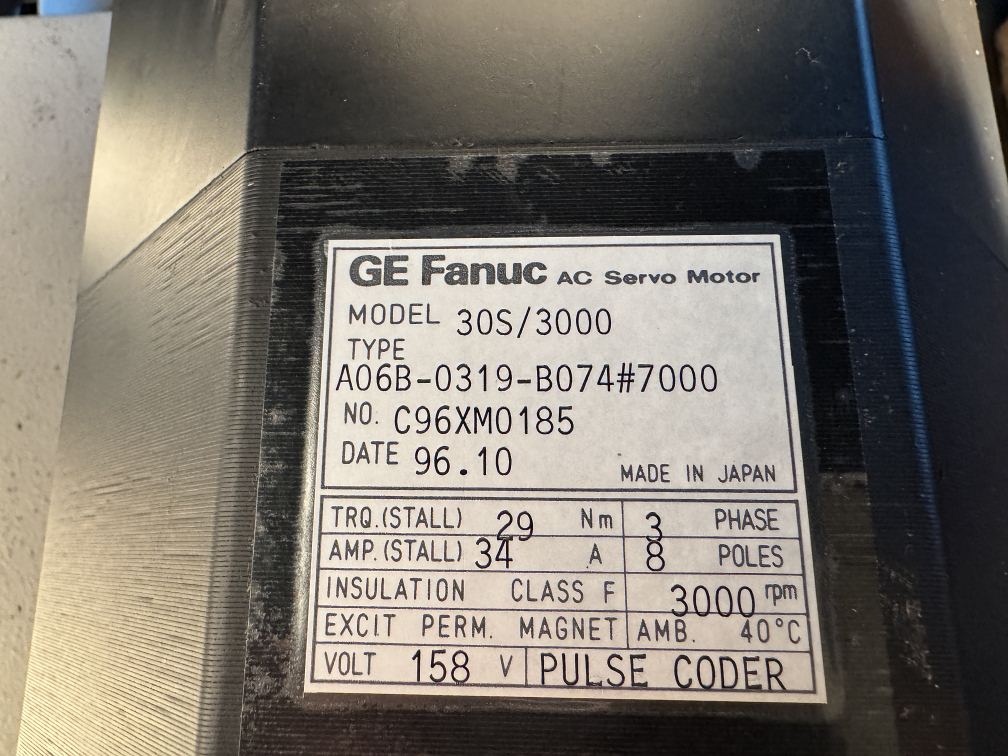 GE Fanuc AC Servo Motor
MODEL 30S/3000
TYPE
A06B-0319-B074#7000
NO. C96XM0185
DATE 96.10
MADE IN JAPAN
TRQ.(STALL) 29 Nm 3 PHASE
AMP.(STALL) 34 A 8 POLES
INSULATION CLASS F 3000 rpm
EXCIT PERM. MAGNET AMB. 40°C
VOLT 158 V PULSE CODER